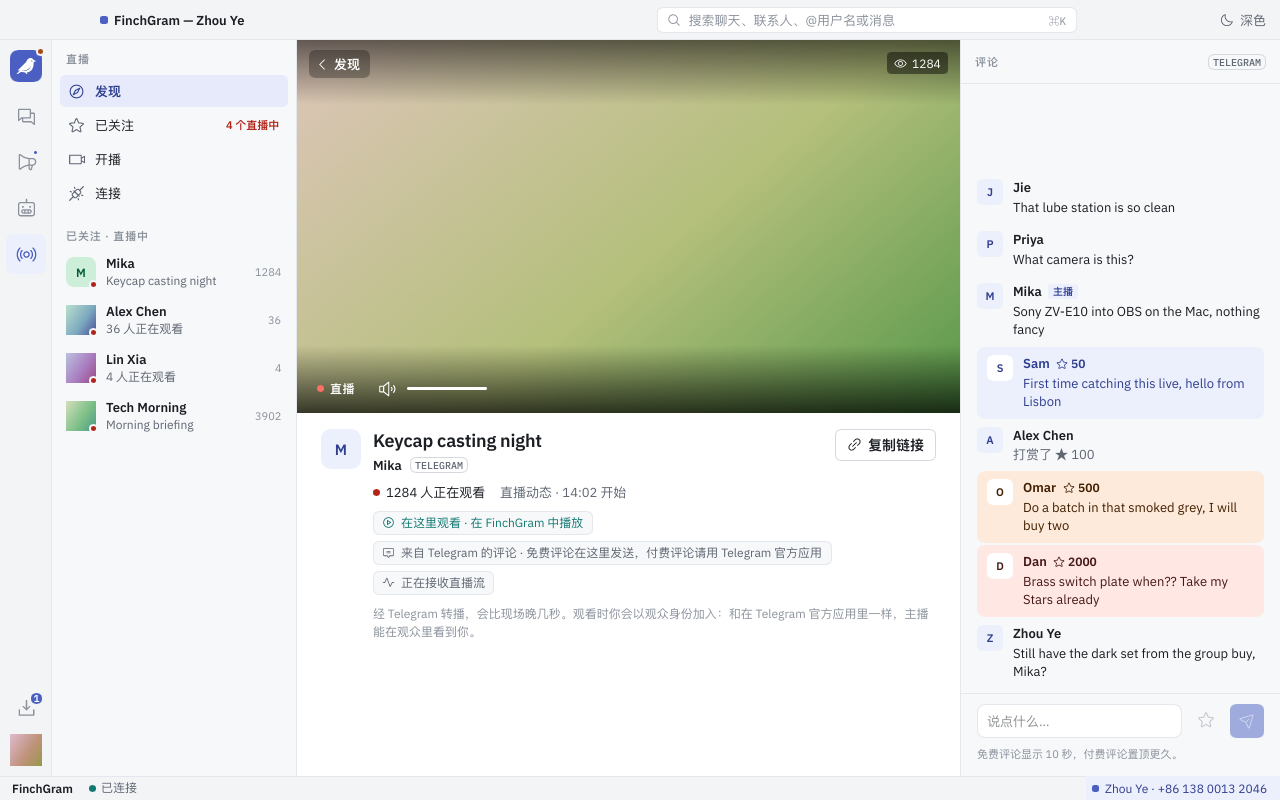 FinchGram — Zhou Ye
搜索聊天、联系人、@用户名或消息
⌘K
深色
直播
发现
已关注
4 个直播中
开播
连接
已关注 · 直播中
M
Mika
Keycap casting night
1284
Alex Chen
36 人正在观看
36
Lin Xia
4 人正在观看
4
Tech Morning
Morning briefing
3902
1
发现
1284
直播
M
Keycap casting night
Mika TELEGRAM
复制链接
1284 人正在观看 直播动态 · 14:02 开始
在这里观看 · 在 FinchGram 中播放
来自 Telegram 的评论 · 免费评论在这里发送，付费评论请用 Telegram 官方应用
正在接收直播流
经 Telegram 转播，会比现场晚几秒。观看时你会以观众身份加入：和在 Telegram 官方应用里一样，主播
能在观众里看到你。
评论
TELEGRAM
J
Jie
That lube station is so clean
P
Priya
What camera is this?
M
Mika 主播
Sony ZV-E10 into OBS on the Mac, nothing
fancy
S
Sam ☆ 50
First time catching this live, hello from
Lisbon
A
Alex Chen
打赏了 ★ 100
O
Omar ☆ 500
Do a batch in that smoked grey, I will
buy two
D
Dan ☆ 2000
Brass switch plate when?? Take my
Stars already
Z
Zhou Ye
Still have the dark set from the group buy,
Mika?
说点什么...
免费评论显示 10 秒，付费评论置顶更久。
FinchGram
已连接
Zhou Ye · +86 138 0013 2046